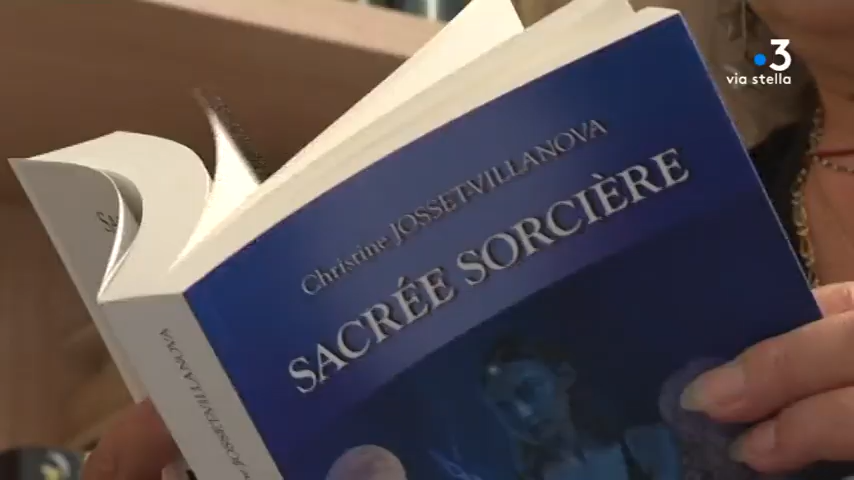 3
via stella
Christine JOSSET-VILLANOVA
SACRÉE SORCIÈRE
JOSSET-VILLANOVA